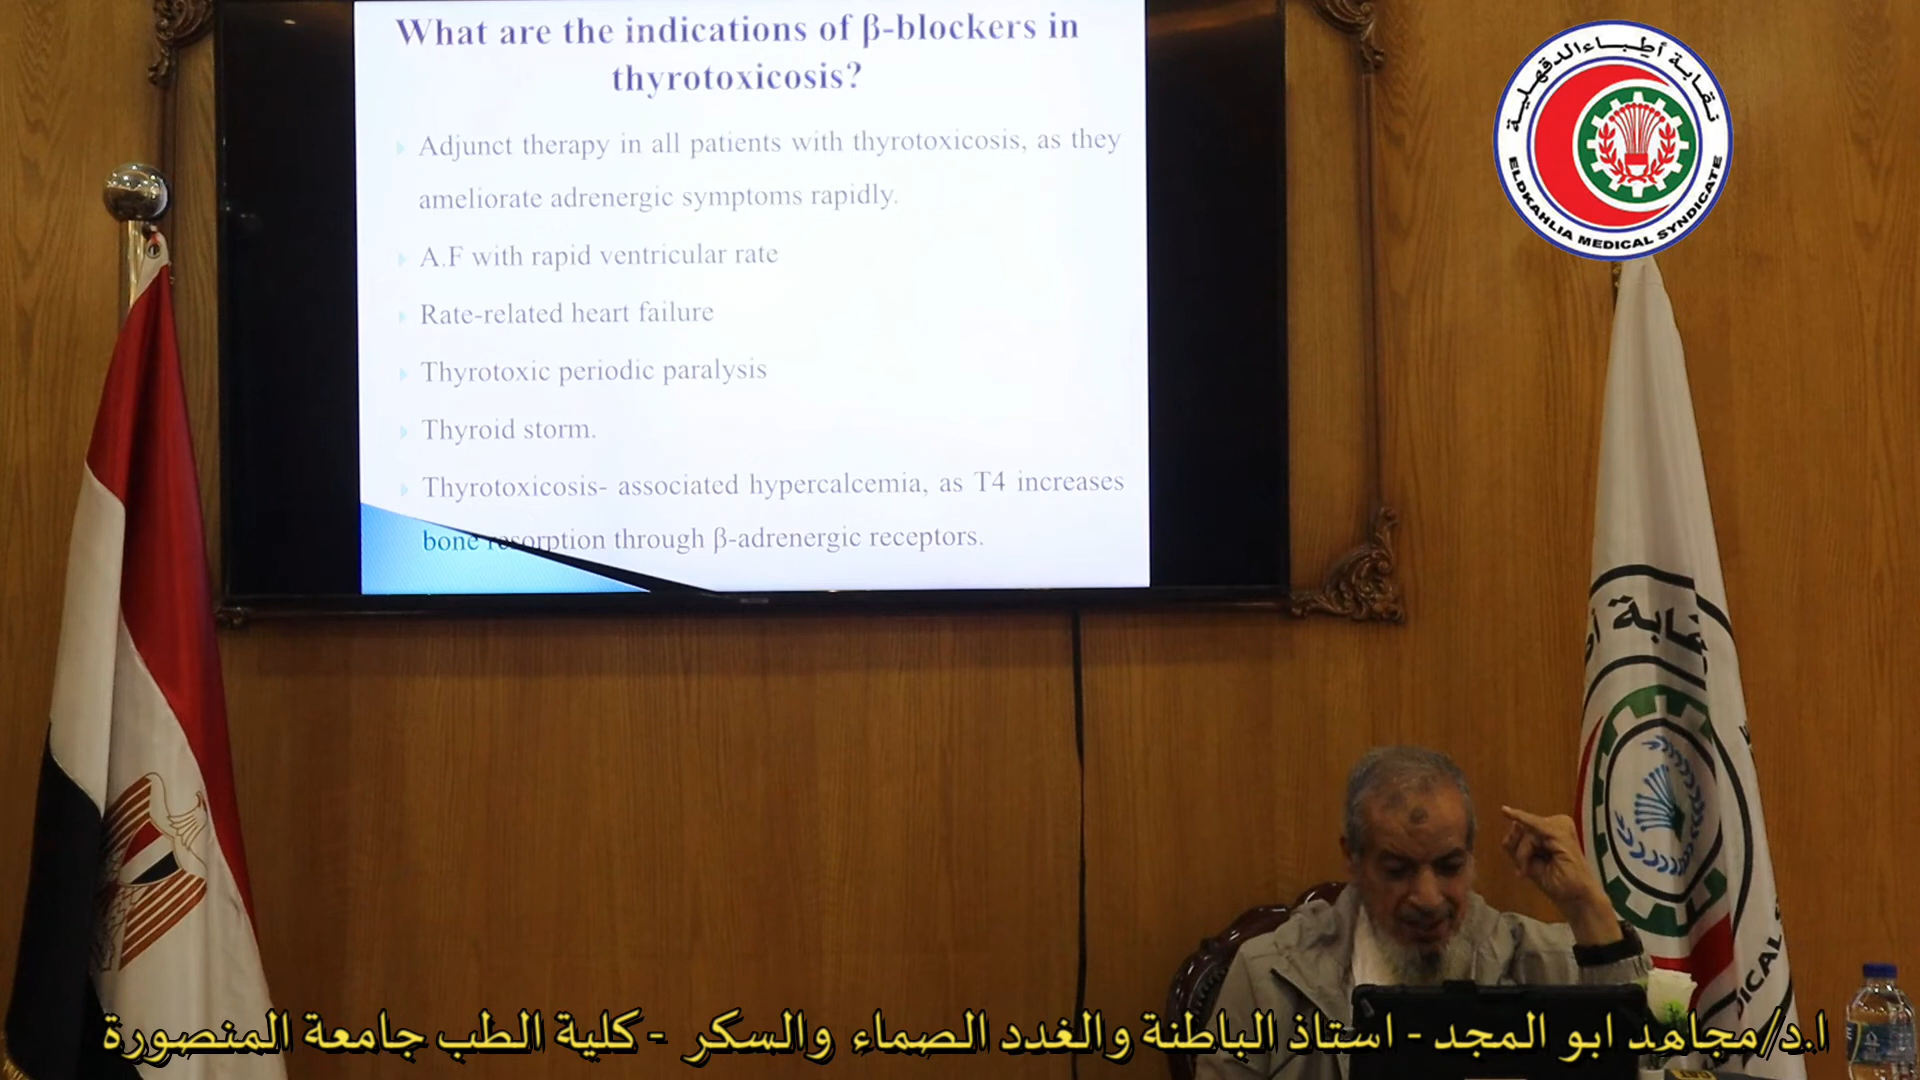 What are the indications of β-blockers in
thyrotoxicosis?
Adjunct therapy in all patients with thyrotoxicosis, as they
ameliorate adrenergic symptoms rapidly.
A.F with rapid ventricular rate
Rate-related heart failure
Thyrotoxic periodic paralysis
Thyroid storm.
Thyrotoxicosis- associated hypercalcemia, as T4 increases
bone resorption through β-adrenergic receptors.
نقابة أطباء الدقهلية
ELDKAHLIA MEDICAL SYNDICATE
ا.د/مجاهد ابو المجد - استاذ الباطنة والغدد الصماء والسكر - كلية الطب جامعة المنصورة